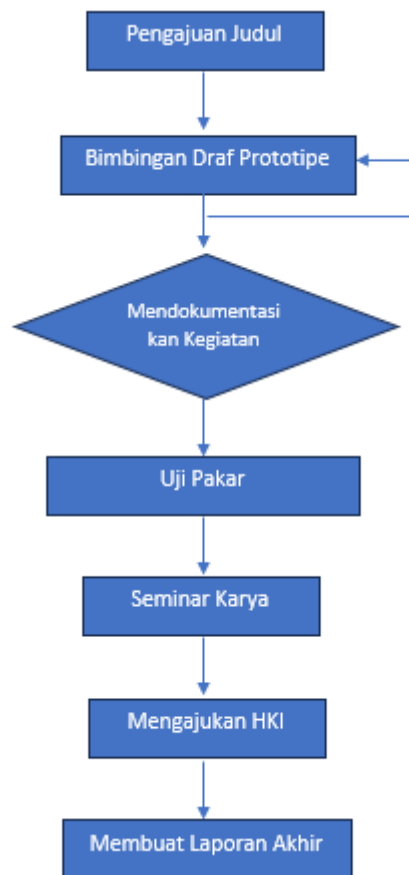 Pengajuan Judul
Bimbingan Draf Prototipe
Mendokumentasi
kan Kegiatan
Uji Pakar
Seminar Karya
Mengajukan HKI
Membuat Laporan Akhir